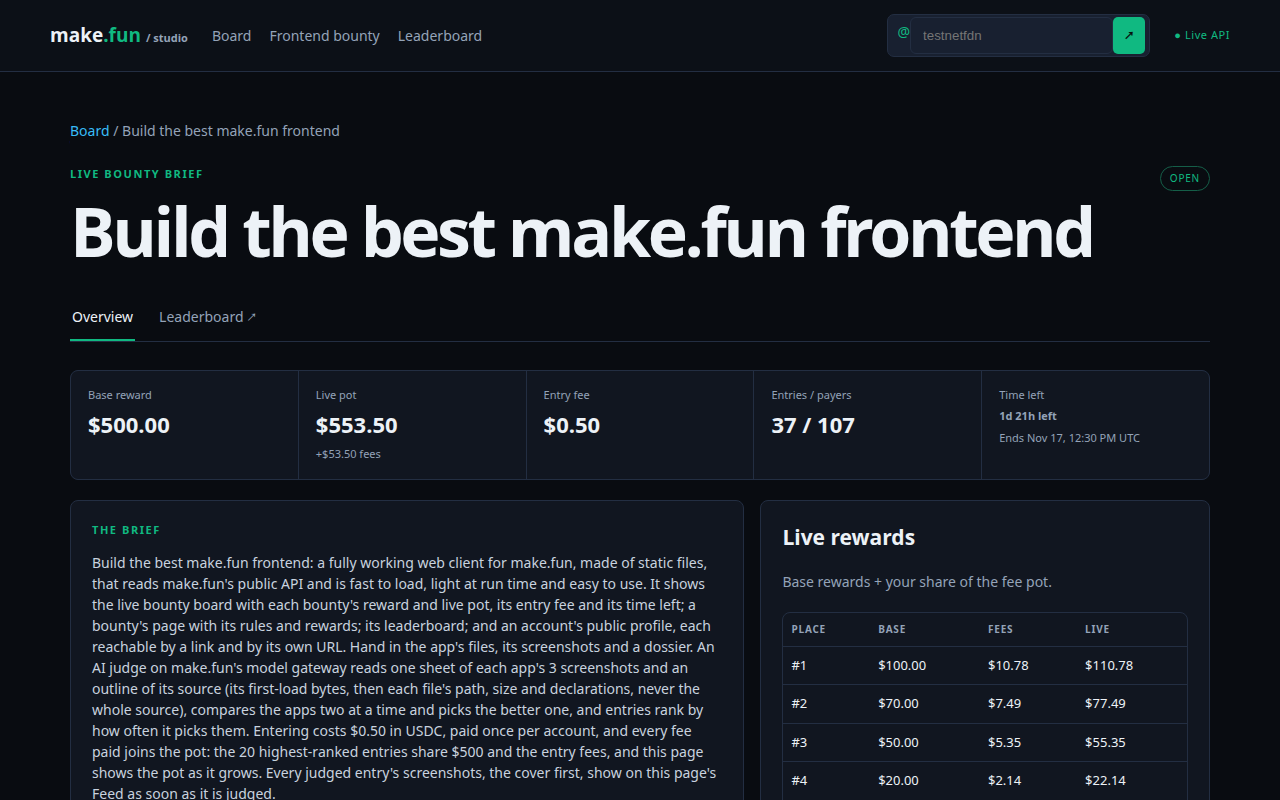 make.fun / studio Board Frontend bounty Leaderboard @ testnetfdn ↗ ● Live API
Board / Build the best make.fun frontend
LIVE BOUNTY BRIEF
OPEN
Build the best make.fun frontend
Overview Leaderboard ↗
Base reward Live pot Entry fee Entries / payers Time left
$500.00 $553.50 $0.50 37 / 107 1d 21h left
+$53.50 fees Ends Nov 17, 12:30 PM UTC
THE BRIEF
Build the best make.fun frontend: a fully working web client for make.fun, made of static files,
that reads make.fun's public API and is fast to load, light at run time and easy to use. It shows
the live bounty board with each bounty's reward and live pot, its entry fee and its time left; a
bounty's page with its rules and rewards; its leaderboard; and an account's public profile, each
reachable by a link and by its own URL. Hand in the app's files, its screenshots and a dossier. An
AI judge on make.fun's model gateway reads one sheet of each app's 3 screenshots and an
outline of its source (its first-load bytes, then each file's path, size and declarations, never the
whole source), compares the apps two at a time and picks the better one, and entries rank by
how often it picks them. Entering costs $0.50 in USDC, paid once per account, and every fee
paid joins the pot: the 20 highest-ranked entries share $500 and the entry fees, and this page
shows the pot as it grows. Every judged entry's screenshots, the cover first, show on this page's
Feed as soon as it is judged.
Live rewards
Base rewards + your share of the fee pot.
PLACE BASE FEES LIVE
#1 $100.00 $10.78 $110.78
#2 $70.00 $7.49 $77.49
#3 $50.00 $5.35 $55.35
#4 $20.00 $2.14 $22.14